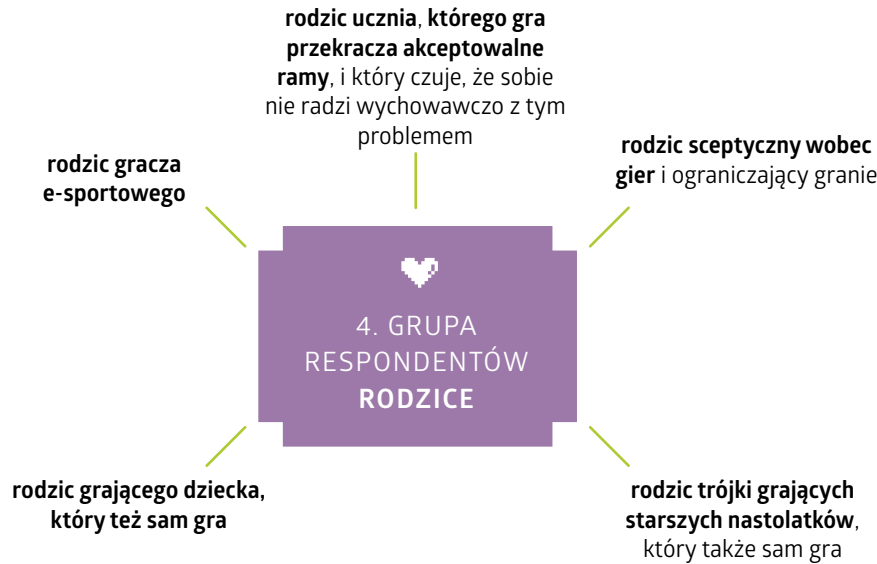 rodzic ucznia, którego gra
przekracza akceptowalne
ramy, i który czuje, że sobie
nie radzi wychowawczo z tym
problemem
rodzic gracza
e-sportowego
rodzic sceptyczny wobec
gier i ograniczający granie
4. GRUPA
RESPONDENTÓW
RODZICE
rodzic grającego dziecka,
który też sam gra
rodzic trójki grających
starszych nastolatków,
który także sam gra